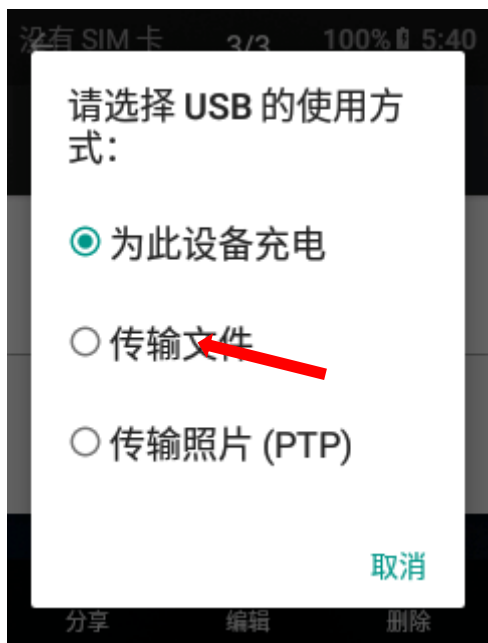 没有 SIM 卡 3/3 100% 5:40
请选择 USB 的使用方
式：
为此设备充电
传输文件
传输照片 (PTP)
取消
分享 编辑 删除